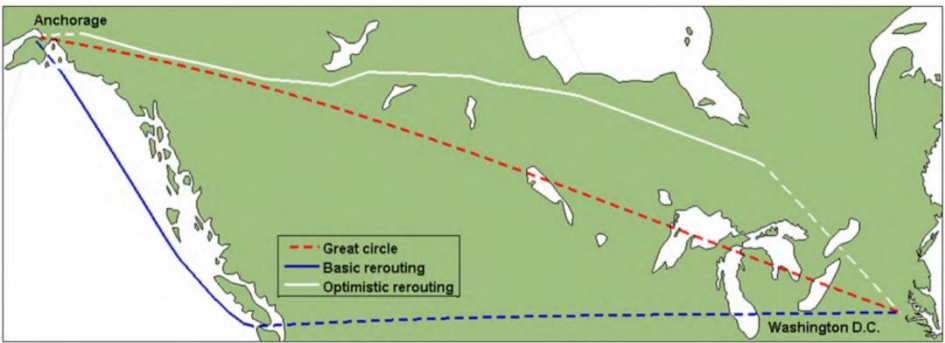 Anchorage
Great circle
Basic rerouting
Optimistic rerouting
Washington D.C.